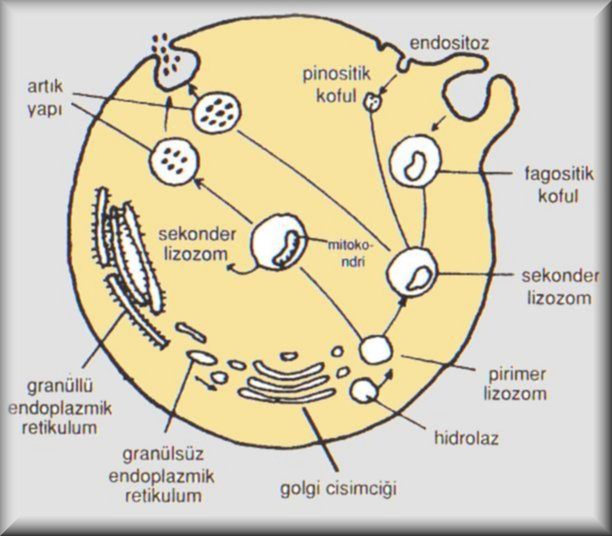 endositoz
pinositik
koful
artık
yapı
fagositik
koful
sekonder
lizozom
mitoko-
ndri
sekonder
lizozom
pirimer
lizozom
granüllü
endoplazmik
retikulum
hidrolaz
granülsüz
endoplazmik
retikulum
golgi cisimciği